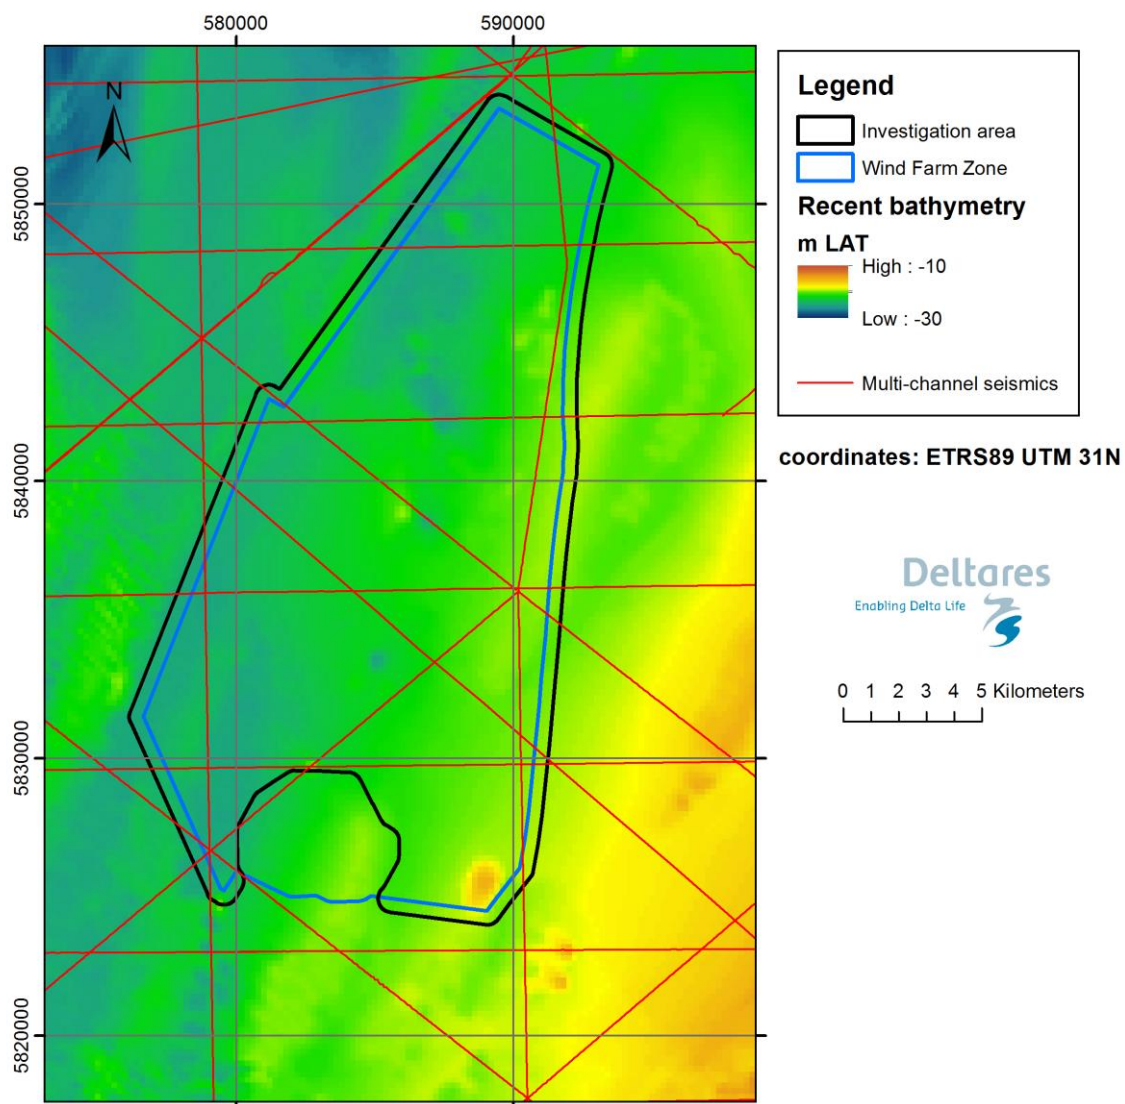 580000 590000
N
5850000
5840000
5830000
5820000
Legend
Investigation area
Wind Farm Zone
Recent bathymetry
m LAT
High : -10
Low : -30
Multi-channel seismics
coordinates: ETRS89 UTM 31N
Deltares
Enabling Delta Life
0 1 2 3 4 5 Kilometers